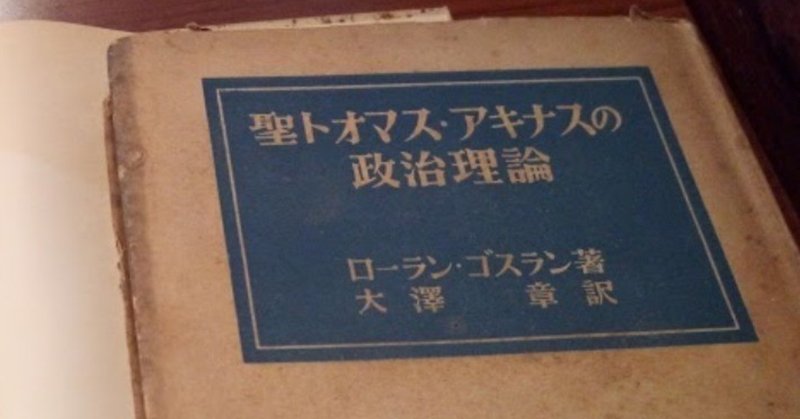 聖トオマス・アキナスの
政治理論
ローラン・ゴスラン著
大澤 章訳